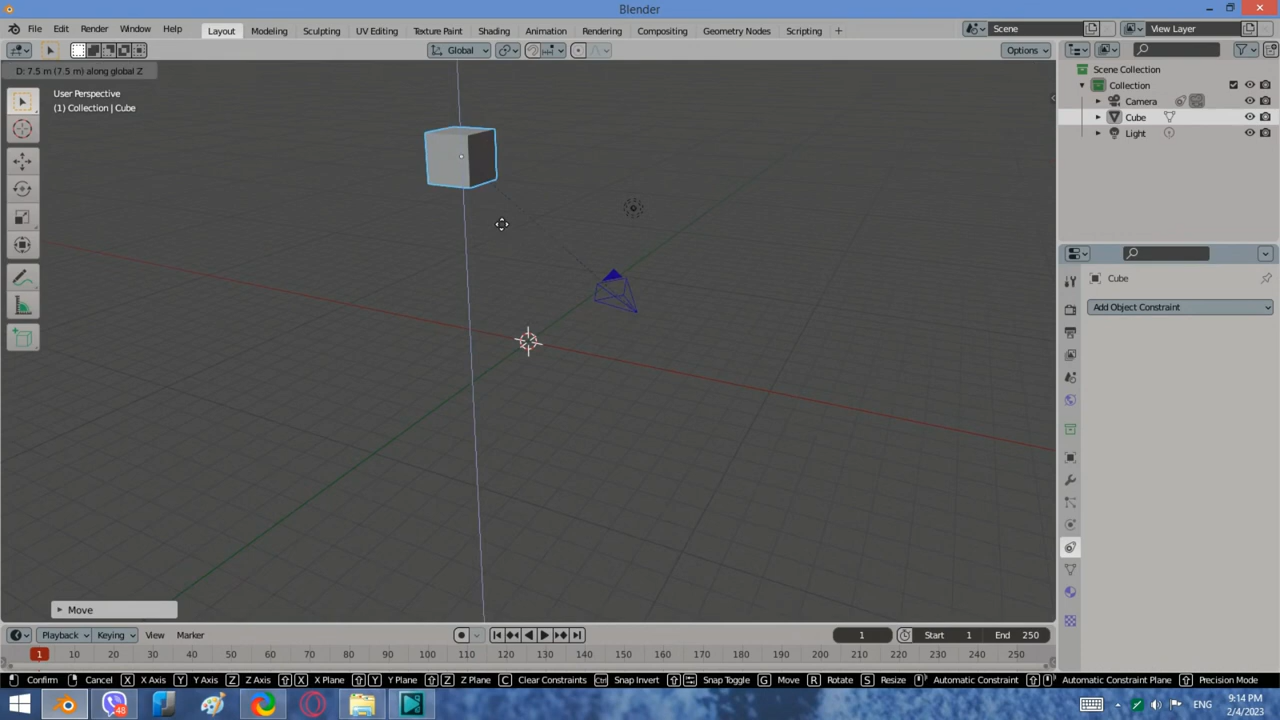 Blender
File Edit Render Window Help Layout Modeling Sculpting UV Editing Texture Paint Shading Animation Rendering Compositing Geometry Nodes Scripting + Scene View Layer
Global Options
D: 7.5 m (7.5 m) along global Z
User Perspective
(1) Collection | Cube
Scene Collection
Collection
Camera
Cube
Light
Cube
Add Object Constraint
Move
Playback Keying View Marker 1 Start 1 End 250
1 10 20 30 40 50 60 70 80 90 100 110 120 130 140 150 160 170 180 190 200 210 220 230 240 250
Confirm Cancel X X Axis Y Y Axis Z Z Axis X X Plane Y Y Plane Z Z Plane C Clear Constraints Ctrl Snap Invert Snap Toggle G Move R Rotate S Resize Automatic Constraint Automatic Constraint Plane Precision Mode
48
ENG
9:14 PM
2/4/2023